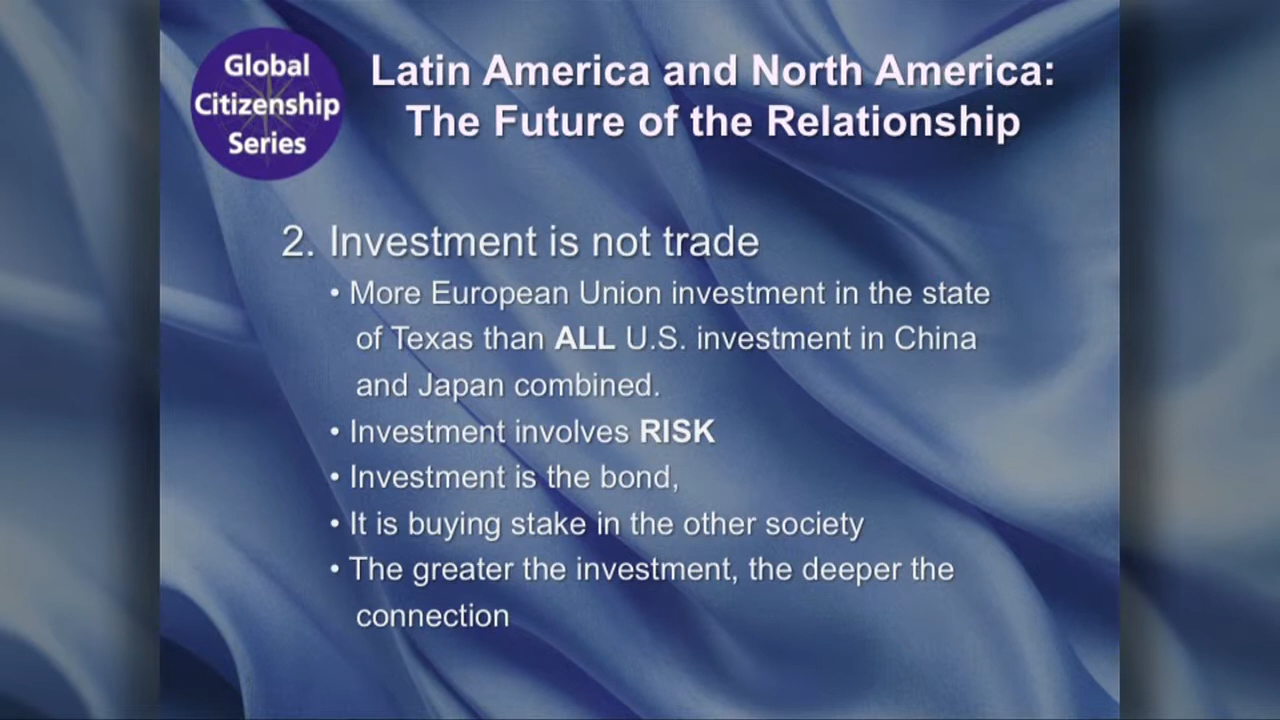 Global
Citizenship
Series
Latin America and North America:
The Future of the Relationship
2. Investment is not trade
• More European Union investment in the state
of Texas than ALL U.S. investment in China
and Japan combined.
• Investment involves RISK
• Investment is the bond,
• It is buying stake in the other society
• The greater the investment, the deeper the
connection